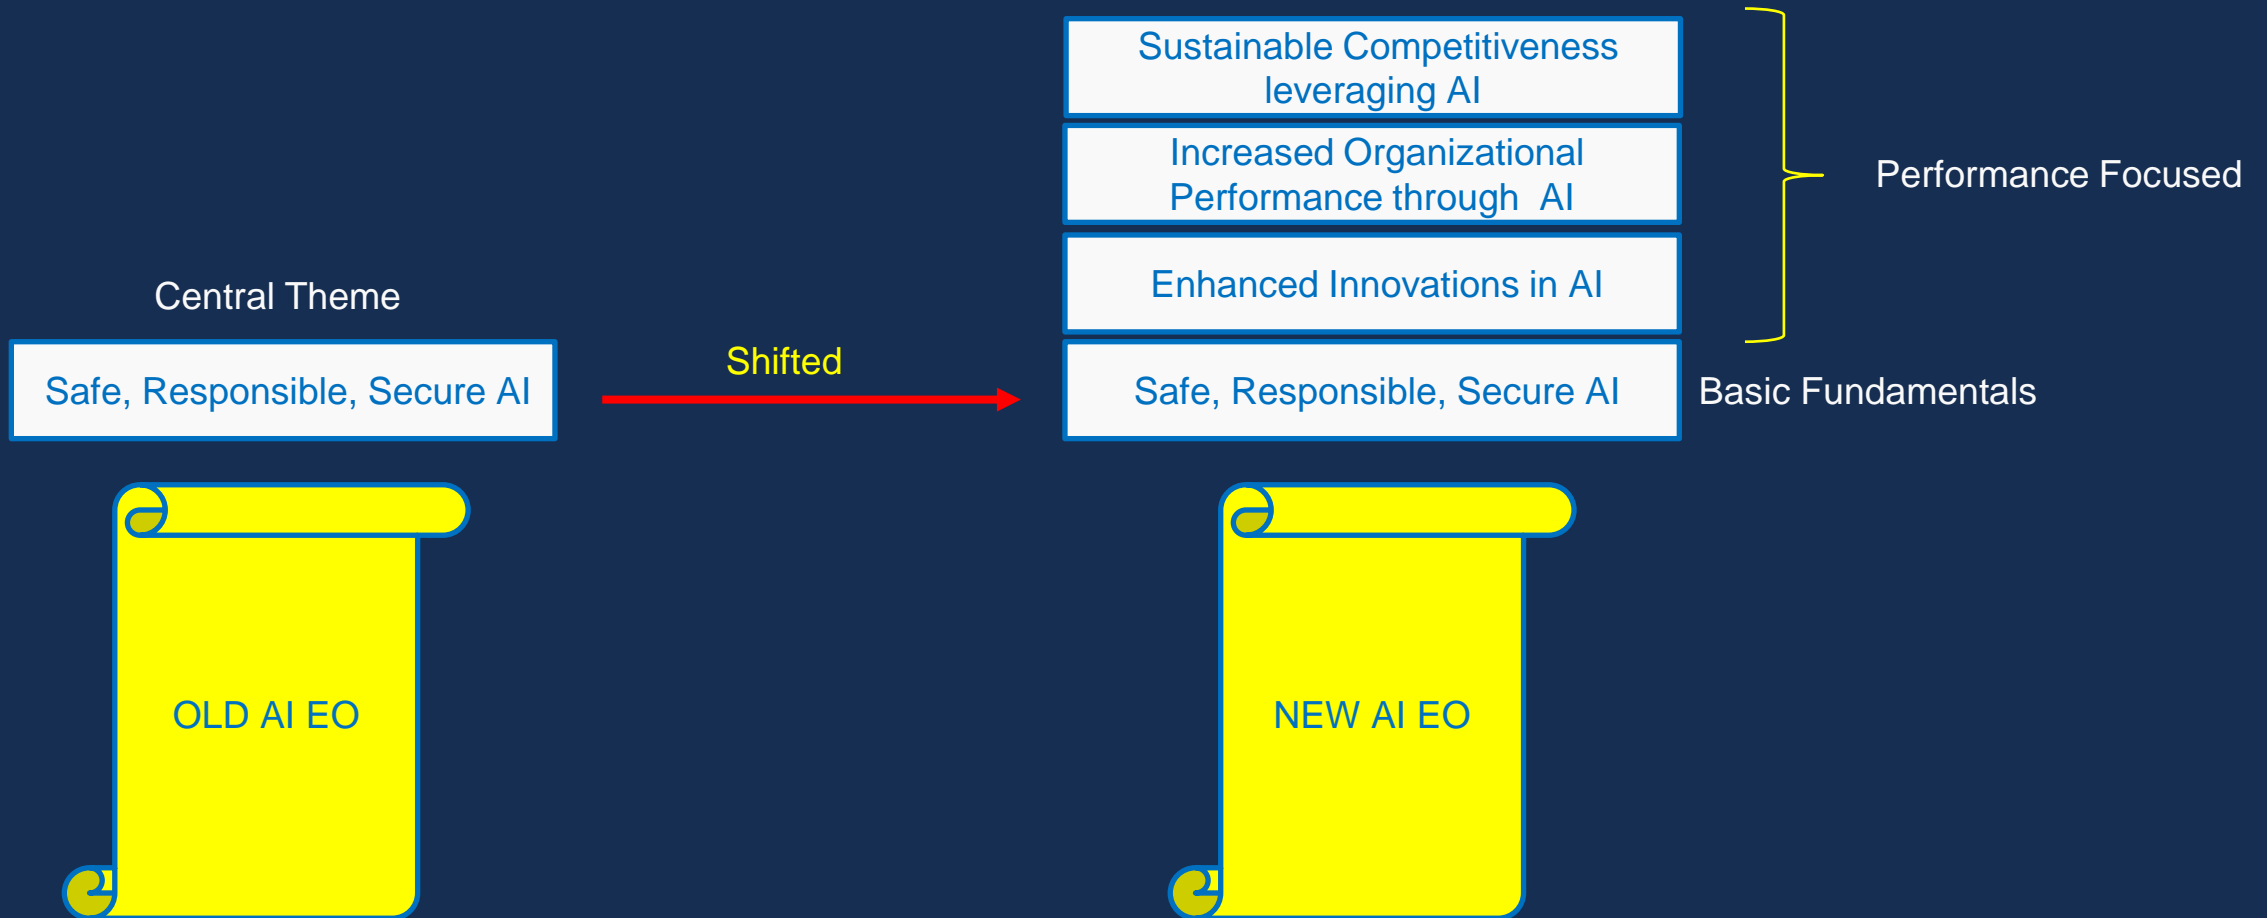 Central Theme
Safe, Responsible, Secure AI
OLD AI EO
Shifted
Sustainable Competitiveness
leveraging AI
Increased Organizational
Performance through  AI
Enhanced Innovations in AI
Safe, Responsible, Secure AI
Performance Focused
Basic Fundamentals
NEW AI EO